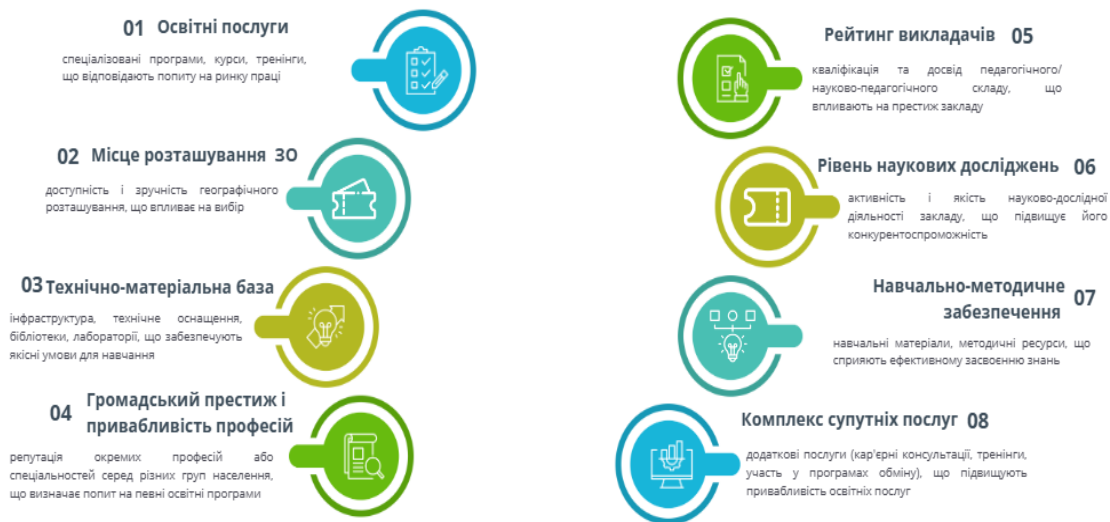 01 Освітні послуги
спеціалізовані програми, курси, тренінги,
що відповідають попиту на ринку праці
02 Місце розташування ЗО
доступність і зручність географічного
розташування, що впливає на вибір
03 Технічно-матеріальна база
інфраструктура, технічне оснащення,
бібліотеки, лабораторії, що забезпечують
якісні умови для навчання
04 Громадський престиж і
привабливість професій
репутація окремих професій або
спеціальностей серед різних груп населення,
що визначає попит на певні освітні програми
Рейтинг викладачів 05
кваліфікація та досвід педагогічного/
науково-педагогічного складу, що
впливають на престиж закладу
Рівень наукових досліджень 06
активність і якість науково-дослідної
діяльності закладу, що підвищує його
конкурентоспроможність
Навчально-методичне 07
забезпечення
навчальні матеріали, методичні ресурси, що
сприяють ефективному засвоєнню знань
Комплекс супутніх послуг 08
додаткові послуги (кар'єрні консультації, тренінги,
участь у програмах обміну), що підвищують
привабливість освітніх послуг